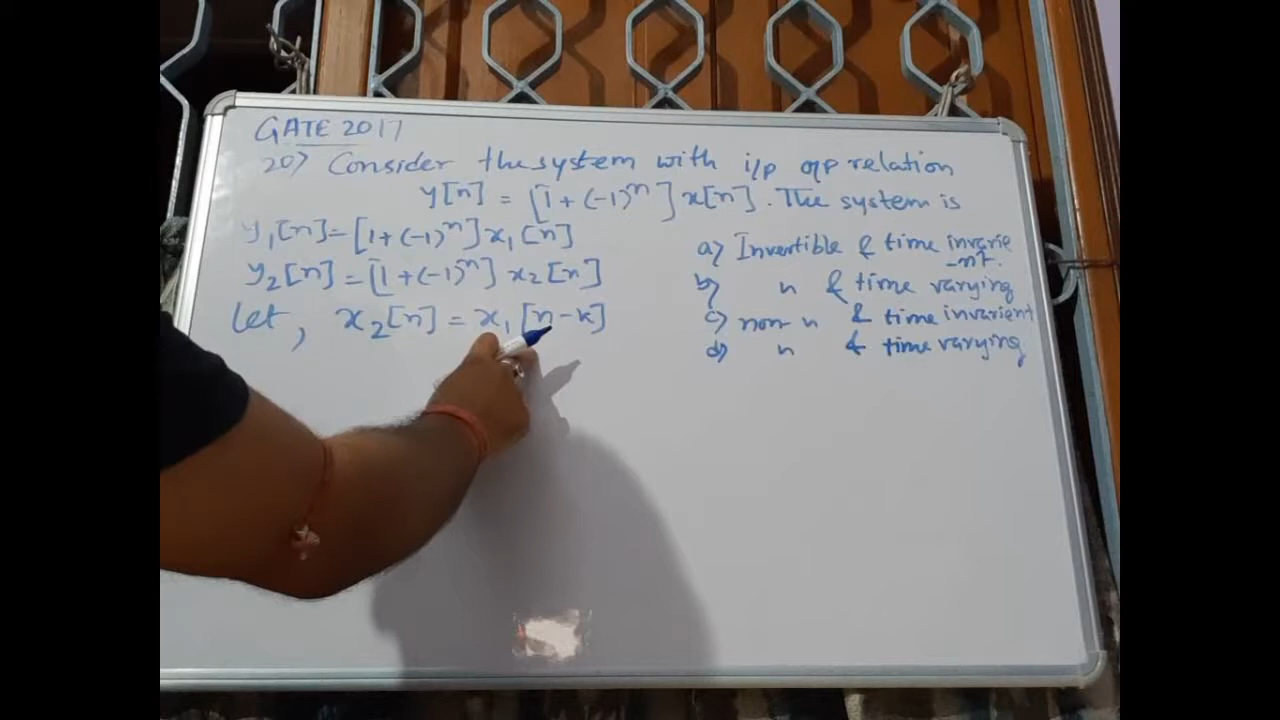 GATE 2017
20) Consider the system with i/p o/p relation
y[n] = [1 + (-1)^n] x[n]. The system is
y₁[n] = [1 + (-1)^n] x₁[n]
y₂[n] = [1 + (-1)^n] x₂[n]
Let, x₂[n] = x₁[n-k]
a) Invertible & time invarie
-nt.
b) " & time varying
c) non " & time invarient
d) " & time varying